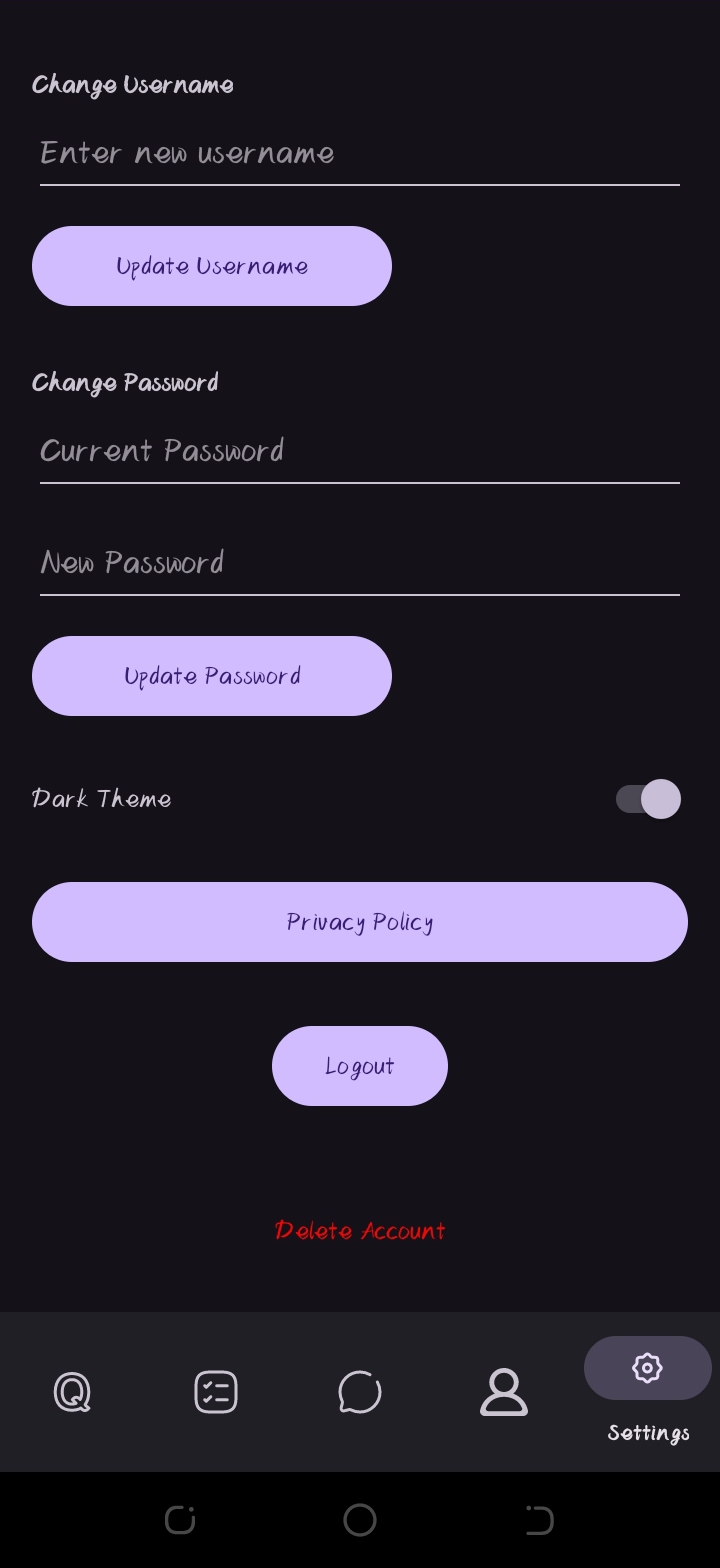 Change Username
Enter new username
Update Username
Change Password
Current Password
New Password
Update Password
Dark Theme
Privacy Policy
Logout
Delete Account
Q
Settings